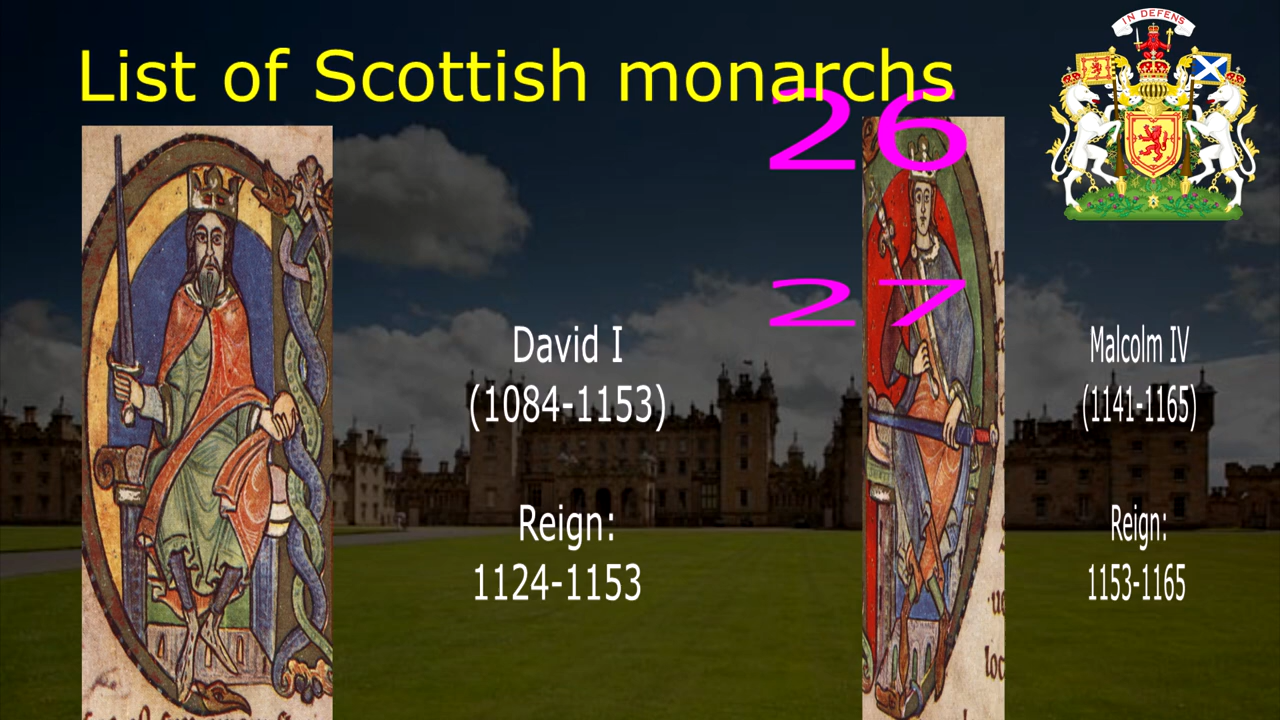 List of Scottish monarchs
IN DEFENS
26
27
David I
(1084-1153)
Reign:
1124-1153
Malcolm IV
(1141-1165)
Reign:
1153-1165